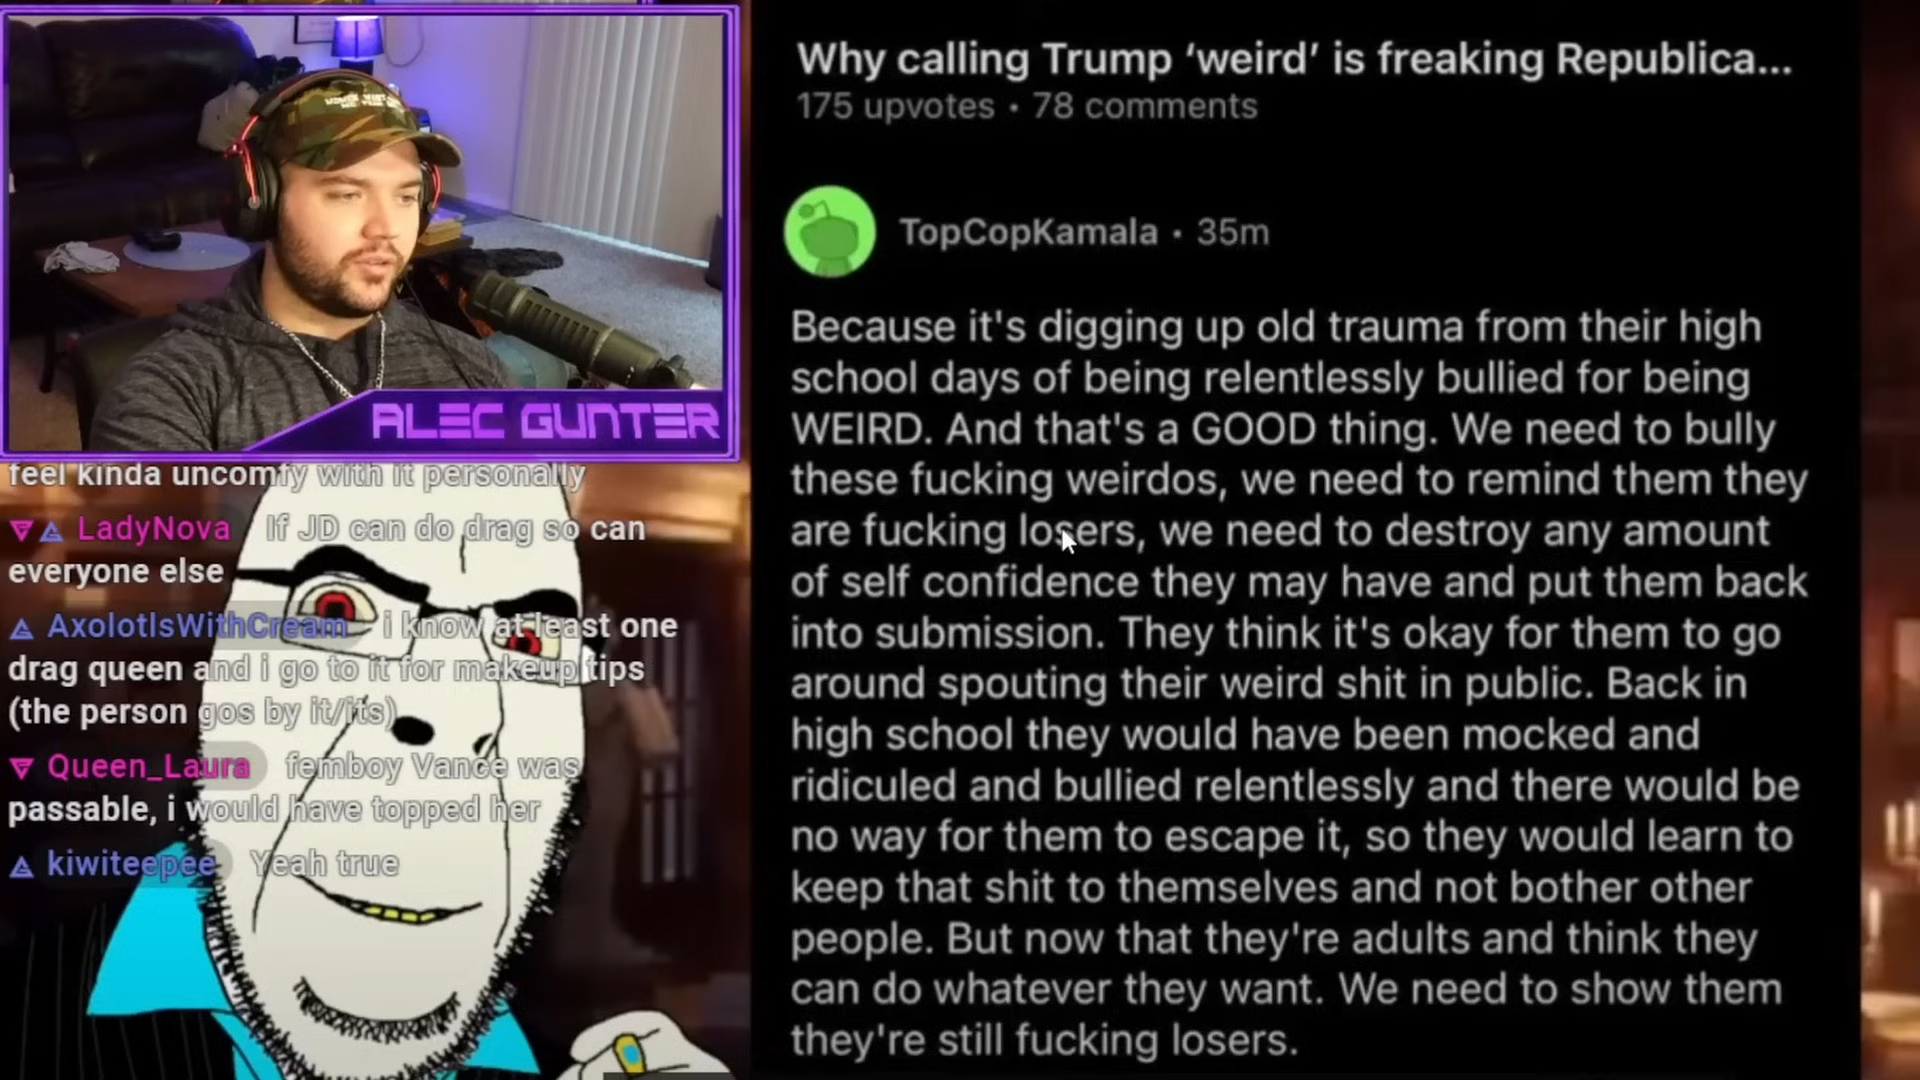 ALEC GUNTER
feel kinda uncomfy with it personally
LadyNova If JD can do drag so can
everyone else
AxolotlsWithCream i know at least one
drag queen and i go to it for makeup tips
(the person gos by it/its)
Queen_Laura femboy Vance was
passable, i would have topped her
kiwiteepee Yeah true
Why calling Trump ‘weird’ is freaking Republica...
175 upvotes • 78 comments
TopCopKamala • 35m
Because it's digging up old trauma from their high
school days of being relentlessly bullied for being
WEIRD. And that's a GOOD thing. We need to bully
these fucking weirdos, we need to remind them they
are fucking losers, we need to destroy any amount
of self confidence they may have and put them back
into submission. They think it's okay for them to go
around spouting their weird shit in public. Back in
high school they would have been mocked and
ridiculed and bullied relentlessly and there would be
no way for them to escape it, so they would learn to
keep that shit to themselves and not bother other
people. But now that they're adults and think they
can do whatever they want. We need to show them
they're still fucking losers.